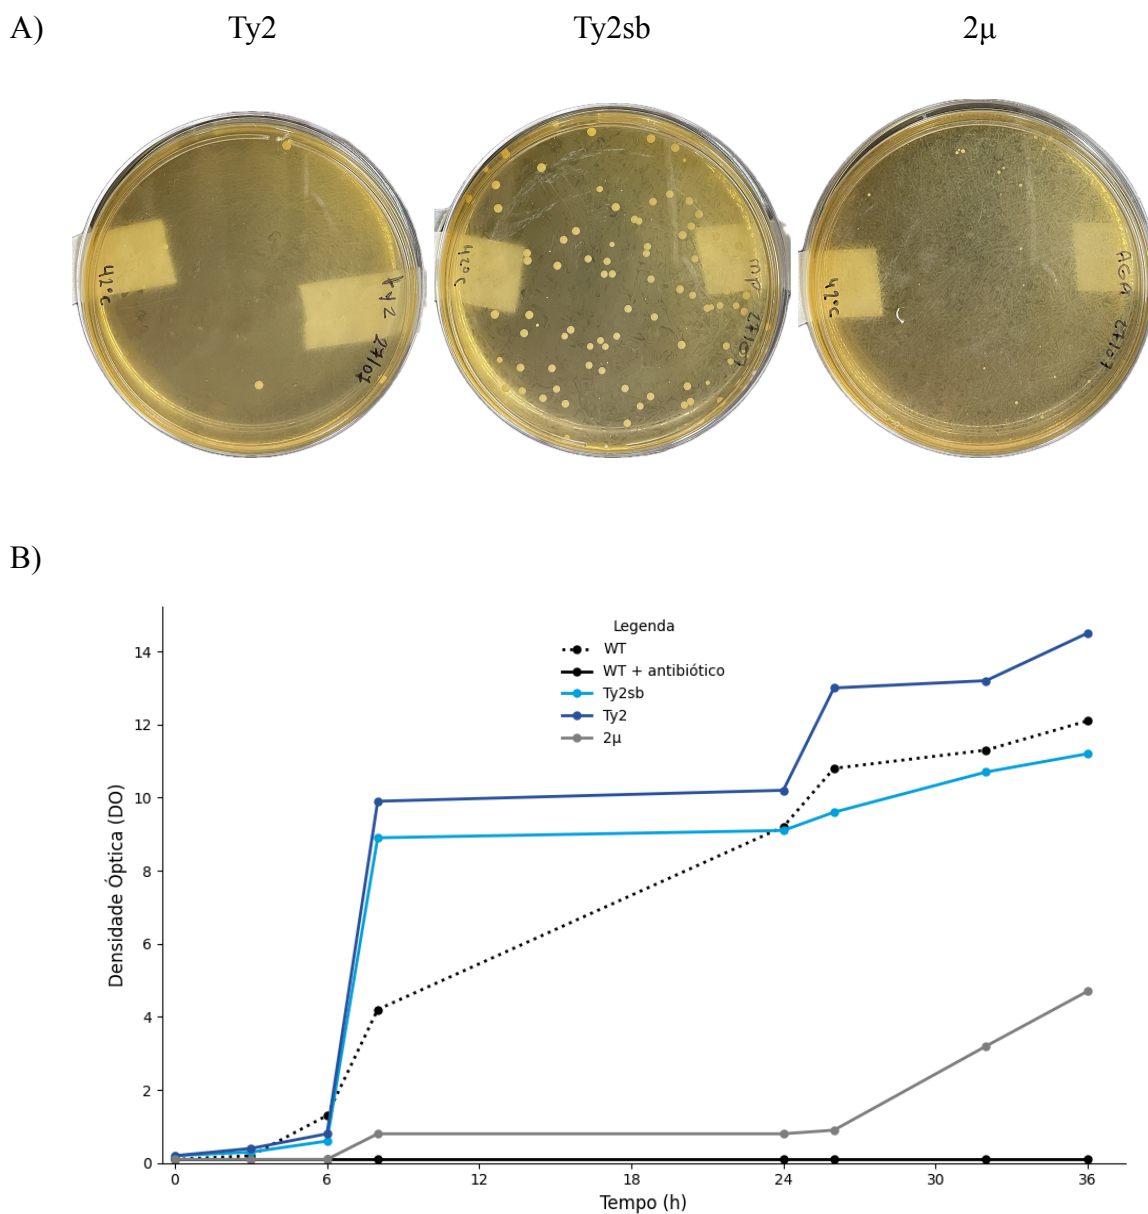 A)
Ty2 Ty2sb 2μ
42°C
Ty2 27/07
42°C
27/07
42°C
27/07
B)
Legenda
WT
WT + antibiótico
Ty2sb
Ty2
2μ
Densidade Óptica (DO)
14
12
10
8
6
4
2
0
0 6 12 18 24 30 36
Tempo (h)